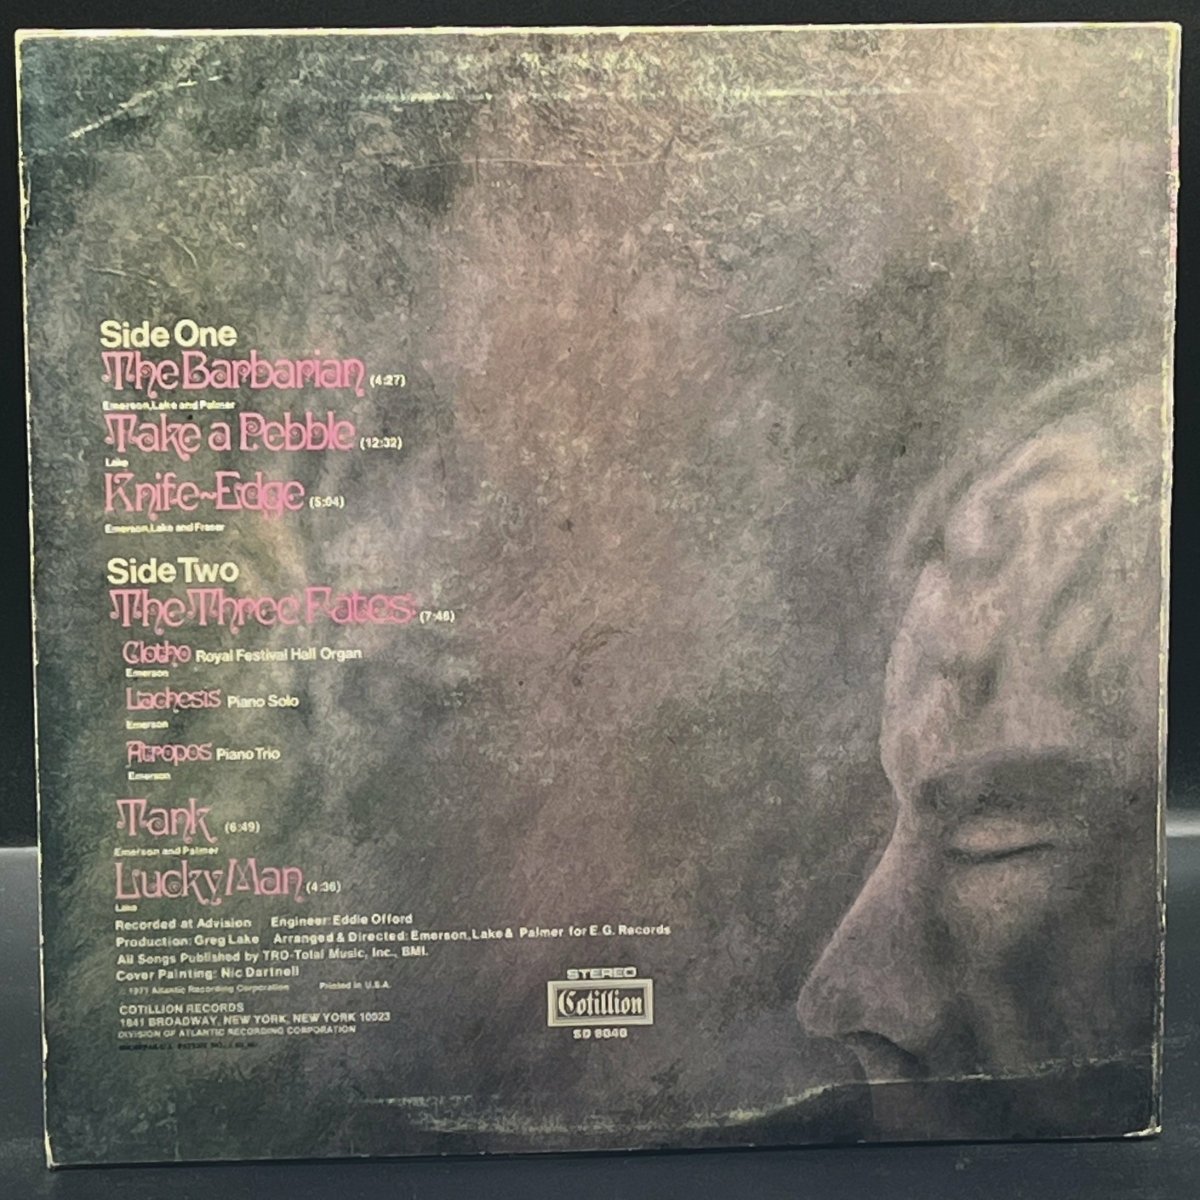 Side One
The Barbarian (4:27)
Emerson, Lake and Palmer
Take a Pebble (12:32)
Lake
Knife~Edge (5:04)
Emerson, Lake and Fraser
Side Two
The Three Fates (7:46)
Clotho Royal Festival Hall Organ
Emerson
Lachesis Piano Solo
Emerson
Atropos Piano Trio
Emerson
Tank (6:49)
Emerson and Palmer
Lucky Man (4:36)
Lake
Recorded at Advision Engineer: Eddie Offord
Production: Greg Lake Arranged & Directed: Emerson, Lake & Palmer for E.G. Records
All Songs Published by TRO-Total Music, Inc., BMI.
Cover Painting: Nic Dartnell
1971 Atlantic Recording Corporation Printed in U.S.A.
COTILLION RECORDS
1841 BROADWAY, NEW YORK, NEW YORK 10023
DIVISION OF ATLANTIC RECORDING CORPORATION
STEREO
Cotillion
SD 9040